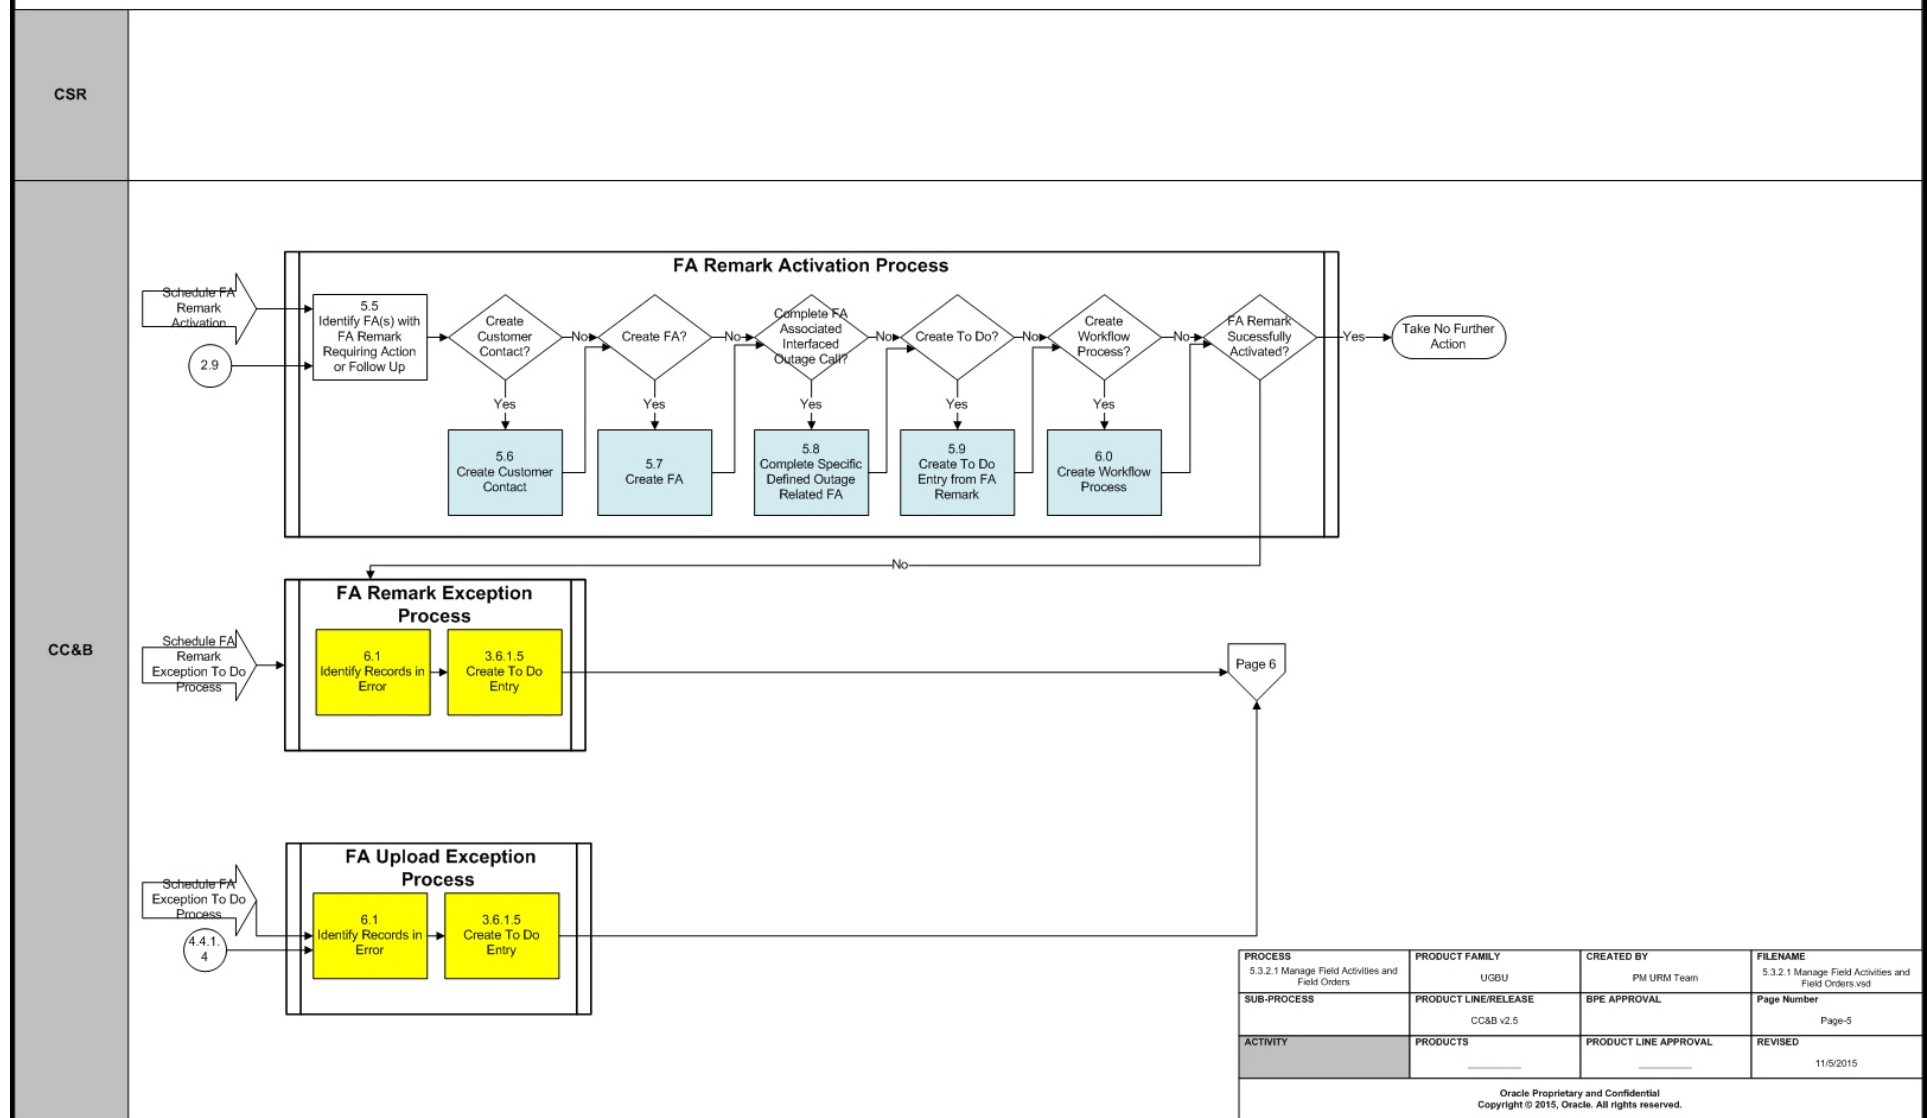 CSR
CC&B
FA Remark Activation Process
Schedule FA
Remark
Activation
2.9
5.5
Identify FA(s) with
FA Remark
Requiring Action
or Follow Up
Create
Customer
Contact?
No
Create FA?
No
Complete FA
Associated
Interfaced
Outage Call?
No
Create To Do?
No
Create
Workflow
Process?
No
FA Remark
Sucessfully
Activated?
Yes
Take No Further
Action
Yes
Yes
Yes
Yes
Yes
5.6
Create Customer
Contact
5.7
Create FA
5.8
Complete Specific
Defined Outage
Related FA
5.9
Create To Do
Entry from FA
Remark
6.0
Create Workflow
Process
No
FA Remark Exception
Process
Schedule FA
Remark
Exception To Do
Process
6.1
Identify Records in
Error
3.6.1.5
Create To Do
Entry
Page 6
FA Upload Exception
Process
Schedule FA
Exception To Do
Process
4.4.1.
4
6.1
Identify Records in
Error
3.6.1.5
Create To Do
Entry
PROCESS
5.3.2.1 Manage Field Activities and
Field Orders
PRODUCT FAMILY
UGBU
CREATED BY
PM URM Team
FILENAME
5.3.2.1 Manage Field Activities and
Field Orders.vsd
SUB-PROCESS
PRODUCT LINE/RELEASE
CC&B v2.5
BPE APPROVAL
Page Number
Page-5
ACTIVITY
PRODUCTS
PRODUCT LINE APPROVAL
REVISED
11/5/2015
Oracle Proprietary and Confidential
Copyright © 2015, Oracle. All rights reserved.